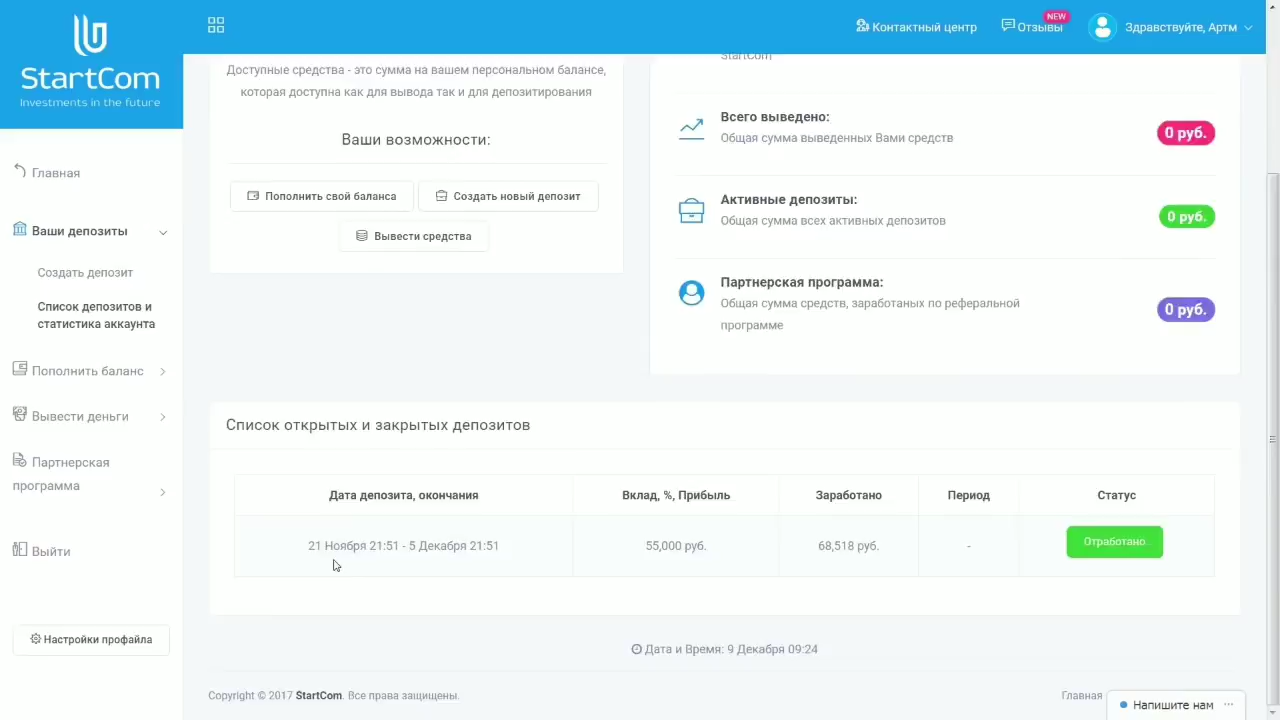 StartCom
Investments in the future
Контактный центр
Отзывы
NEW
Здравствуйте, Артм
Главная
Ваши депозиты
Создать депозит
Список депозитов и
статистика аккаунта
Пополнить баланс
Вывести деньги
Партнерская
программа
Выйти
Настройки профайла
Доступные средства - это сумма на вашем персональном балансе,
которая доступна как для вывода так и для депозитирования
Ваши возможности:
Пополнить свой баланса
Создать новый депозит
Вывести средства
StartCom
Всего выведено:
Общая сумма выведенных Вами средств
0 руб.
Активные депозиты:
Общая сумма всех активных депозитов
0 руб.
Партнерская программа:
Общая сумма средств, заработаных по реферальной
программе
0 руб.
Список открытых и закрытых депозитов
Дата депозита, окончания Вклад, %, Прибыль Заработано Период Статус
21 Ноября 21:51 - 5 Декабря 21:51 55,000 руб. 68,518 руб. - Отработано..
Дата и Время: 9 Декабря 09:24
Copyright © 2017 StartCom. Все права защищены.
Главная
Напишите нам ...